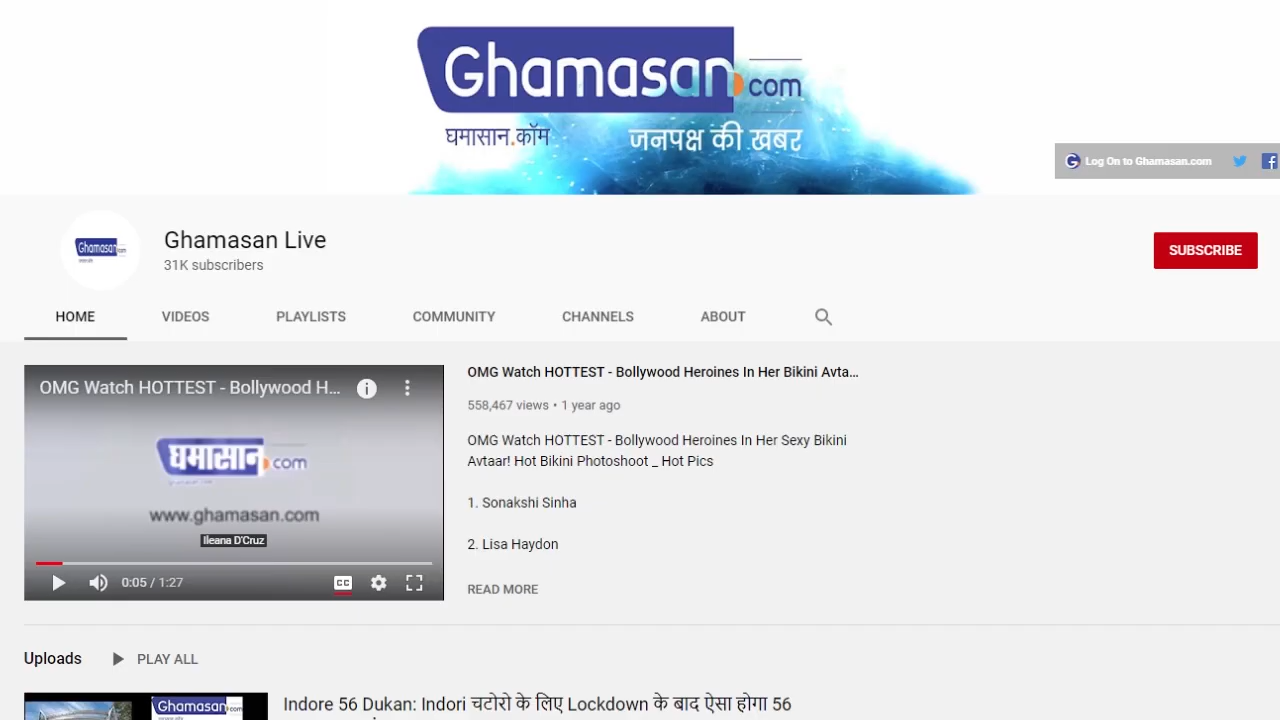 Ghamasan.com
घमासान.कॉम
जनपक्ष की खबर
Log On to Ghamasan.com
Ghamasan.com
Ghamasan Live
31K subscribers
SUBSCRIBE
HOME VIDEOS PLAYLISTS COMMUNITY CHANNELS ABOUT
OMG Watch HOTTEST - Bollywood H...
घमासान.com
www.ghamasan.com
Ileana D'Cruz
0:05 / 1:27
CC
OMG Watch HOTTEST - Bollywood Heroines In Her Bikini Avta...
558,467 views • 1 year ago
OMG Watch HOTTEST - Bollywood Heroines In Her Sexy Bikini
Avtaar! Hot Bikini Photoshoot _ Hot Pics
1. Sonakshi Sinha
2. Lisa Haydon
READ MORE
Uploads PLAY ALL
Ghamasan.com
Indore 56 Dukan: Indori चटोरो के लिए Lockdown के बाद ऐसा होगा 56